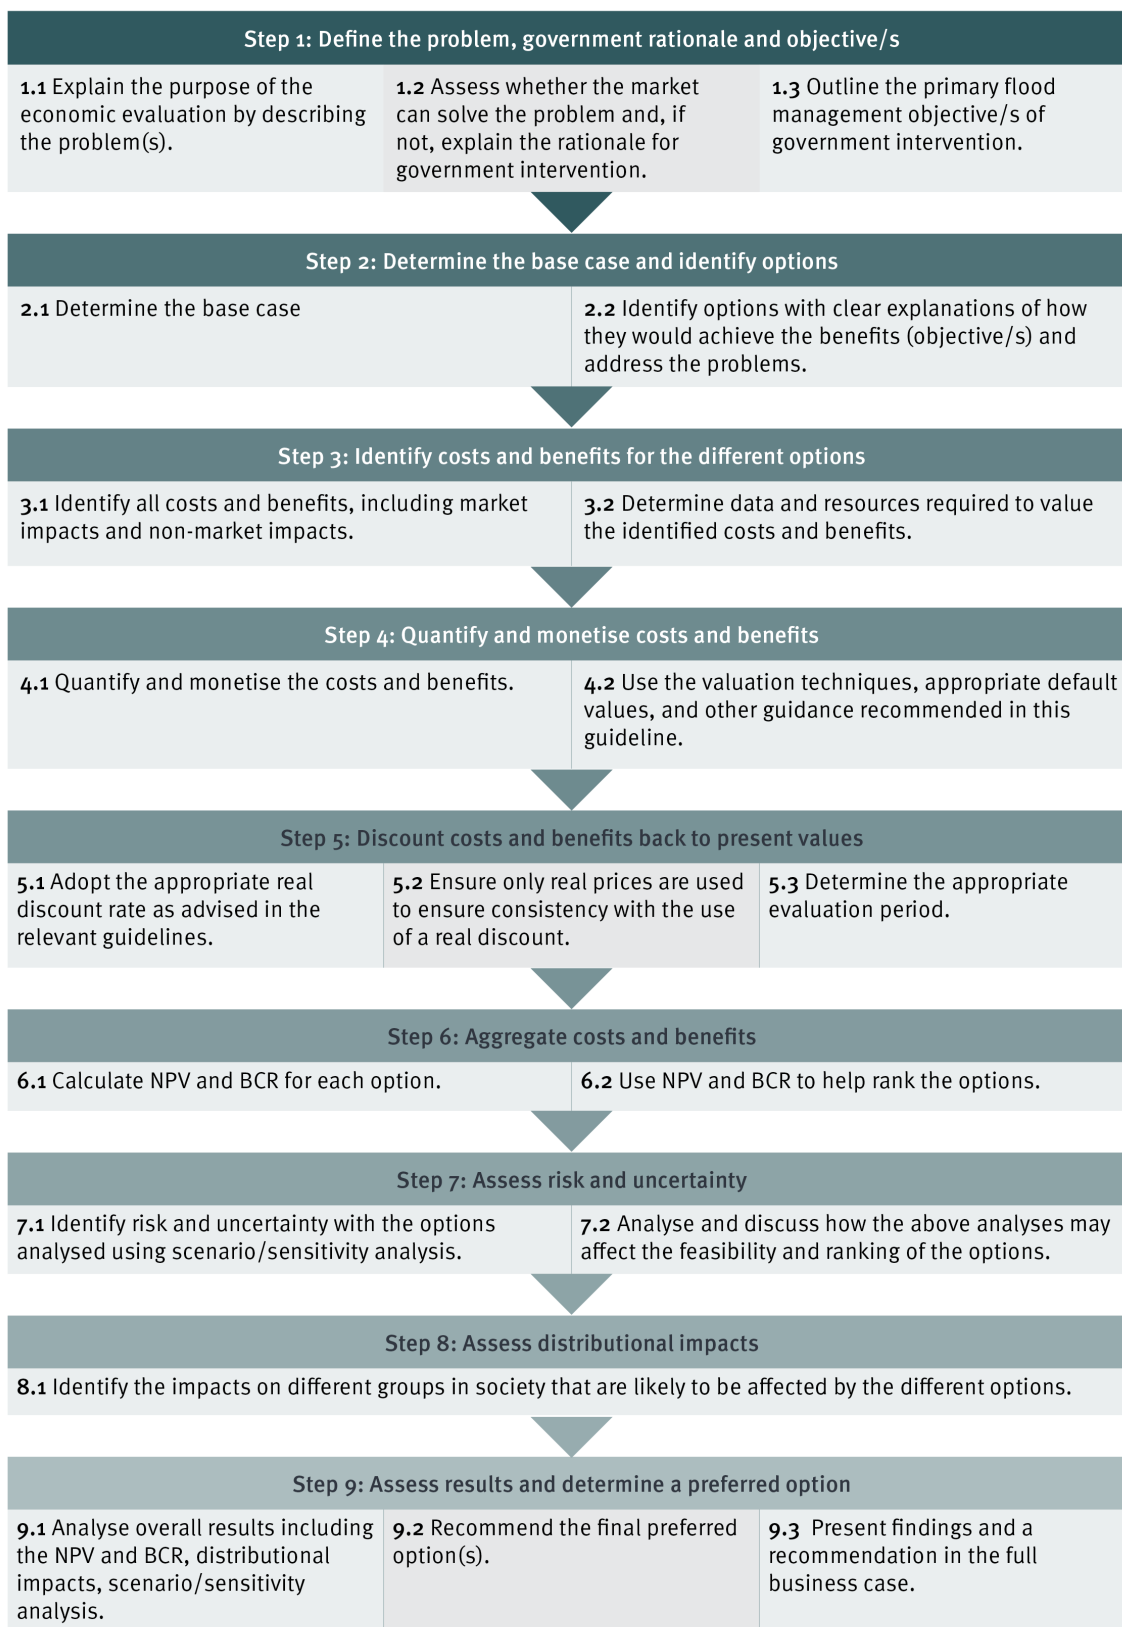 Step 1: Define the problem, government rationale and objective/s
1.1 Explain the purpose of the
economic evaluation by describing
the problem(s).
1.2 Assess whether the market
can solve the problem and, if
not, explain the rationale for
government intervention.
1.3 Outline the primary flood
management objective/s of
government intervention.
Step 2: Determine the base case and identify options
2.1 Determine the base case
2.2 Identify options with clear explanations of how
they would achieve the benefits (objective/s) and
address the problems.
Step 3: Identify costs and benefits for the different options
3.1 Identify all costs and benefits, including market
impacts and non-market impacts.
3.2 Determine data and resources required to value
the identified costs and benefits.
Step 4: Quantify and monetise costs and benefits
4.1 Quantify and monetise the costs and benefits.
4.2 Use the valuation techniques, appropriate default
values, and other guidance recommended in this
guideline.
Step 5: Discount costs and benefits back to present values
5.1 Adopt the appropriate real
discount rate as advised in the
relevant guidelines.
5.2 Ensure only real prices are used
to ensure consistency with the use
of a real discount.
5.3 Determine the appropriate
evaluation period.
Step 6: Aggregate costs and benefits
6.1 Calculate NPV and BCR for each option.
6.2 Use NPV and BCR to help rank the options.
Step 7: Assess risk and uncertainty
7.1 Identify risk and uncertainty with the options
analysed using scenario/sensitivity analysis.
7.2 Analyse and discuss how the above analyses may
affect the feasibility and ranking of the options.
Step 8: Assess distributional impacts
8.1 Identify the impacts on different groups in society that are likely to be affected by the different options.
Step 9: Assess results and determine a preferred option
9.1 Analyse overall results including
the NPV and BCR, distributional
impacts, scenario/sensitivity
analysis.
9.2 Recommend the final preferred
option(s).
9.3 Present findings and a
recommendation in the full
business case.